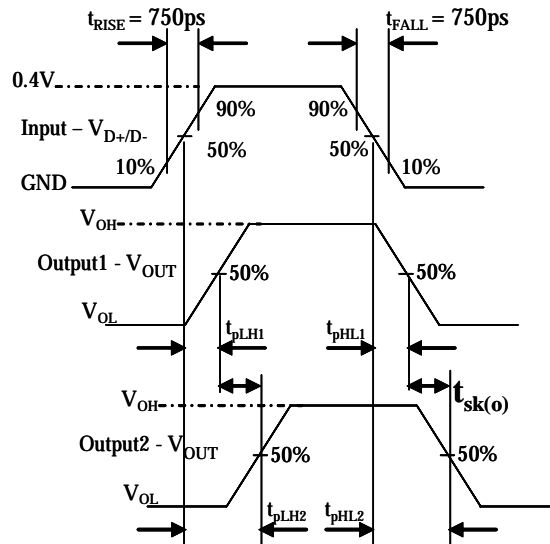 tRISE = 750ps tFALL = 750ps
0.4V
90% 90%
Input – VD+/D-
50% 50%
10% 10%
GND
VOH
Output1 - VOUT
50% 50%
VOL
tpLH1 tpHL1
tsk(o)
VOH
Output2 - VOUT
50% 50%
VOL
tpLH2 tpHL2